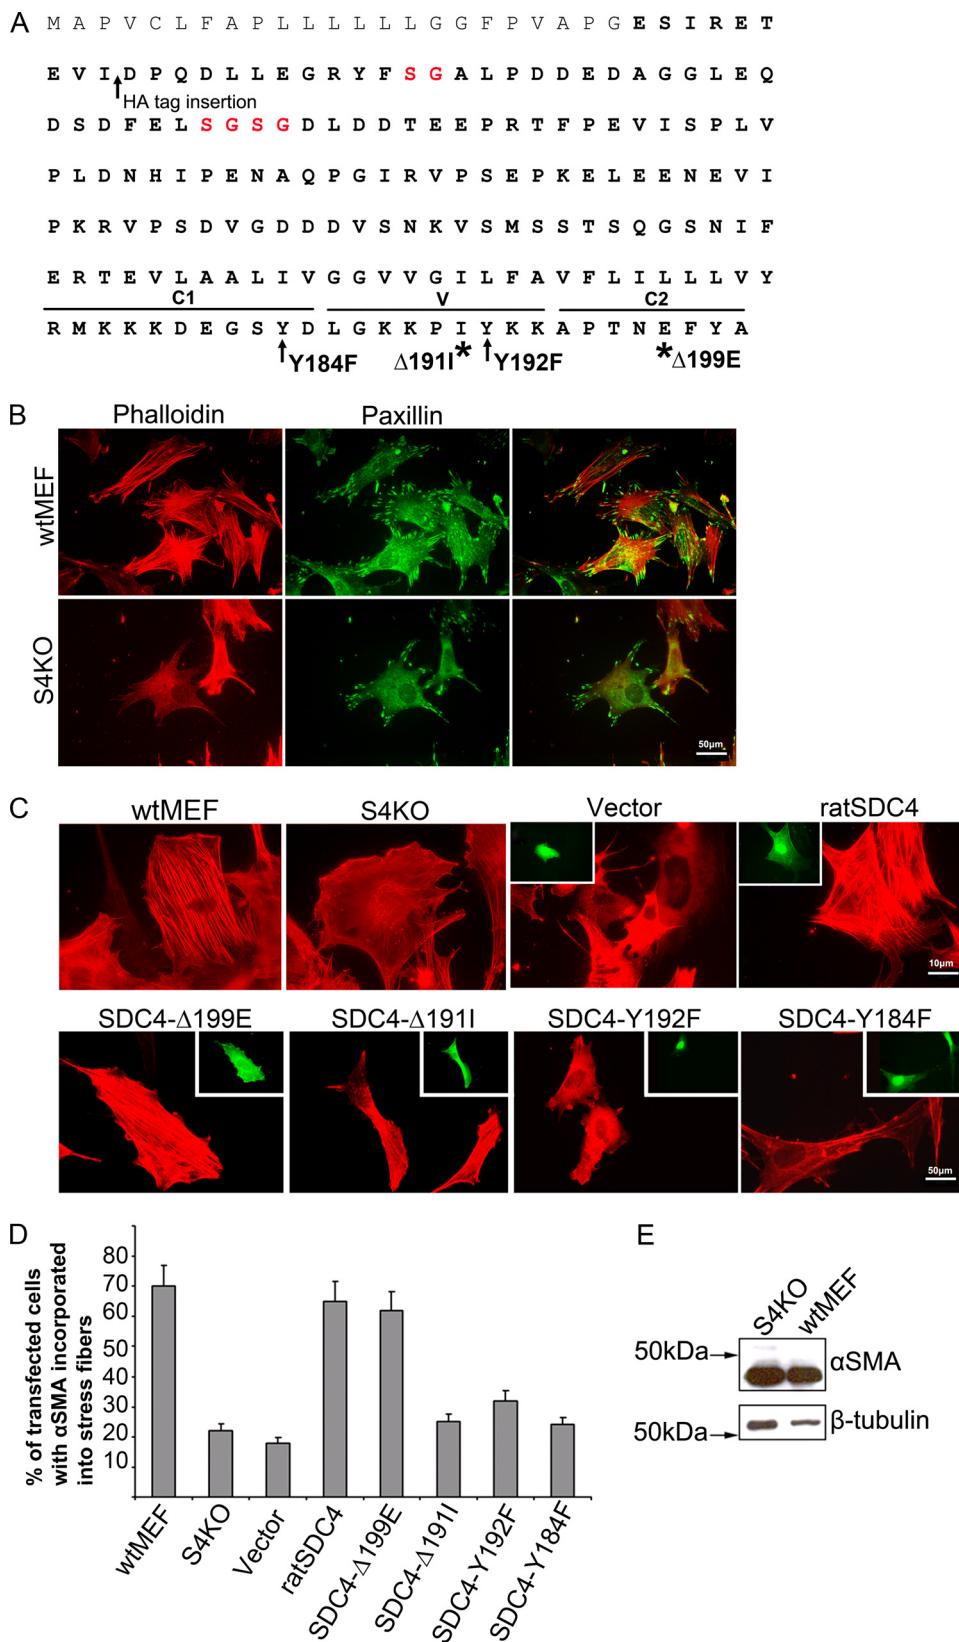 A
M A P V C L F A P L L L L L L G G F P V A P G E S I R E T
E V I D P Q D L L E G R Y F S G A L P D D E D A G G L E Q
HA tag insertion
D S D F E L S G S G D L D D T E E P R T F P E V I S P L V
P L D N H I P E N A Q P G I R V P S E P K E L E E N E V I
P K R V P S D V G D D D V S N K V S M S S T S Q G S N I F
E R T E V L A A L I V G G V V G I L F A V F L I L L L V Y
C1 V C2
R M K K K D E G S Y D L G K K P I Y K K A P T N E F Y A
Y184F Δ191I* Y192F *Δ199E
B
Phalloidin Paxillin
wtMEF
S4KO
50μm
C
wtMEF S4KO Vector ratSDC4
10μm
SDC4-Δ199E SDC4-Δ191I SDC4-Y192F SDC4-Y184F
50μm
D
% of transfected cells
with αSMA incorporated
into stress fibers
80
70
60
50
40
30
20
10
wtMEF
S4KO
Vector
ratSDC4
SDC4-Δ199E
SDC4-Δ191I
SDC4-Y192F
SDC4-Y184F
E
S4KO wtMEF
50kDa αSMA
50kDa β-tubulin